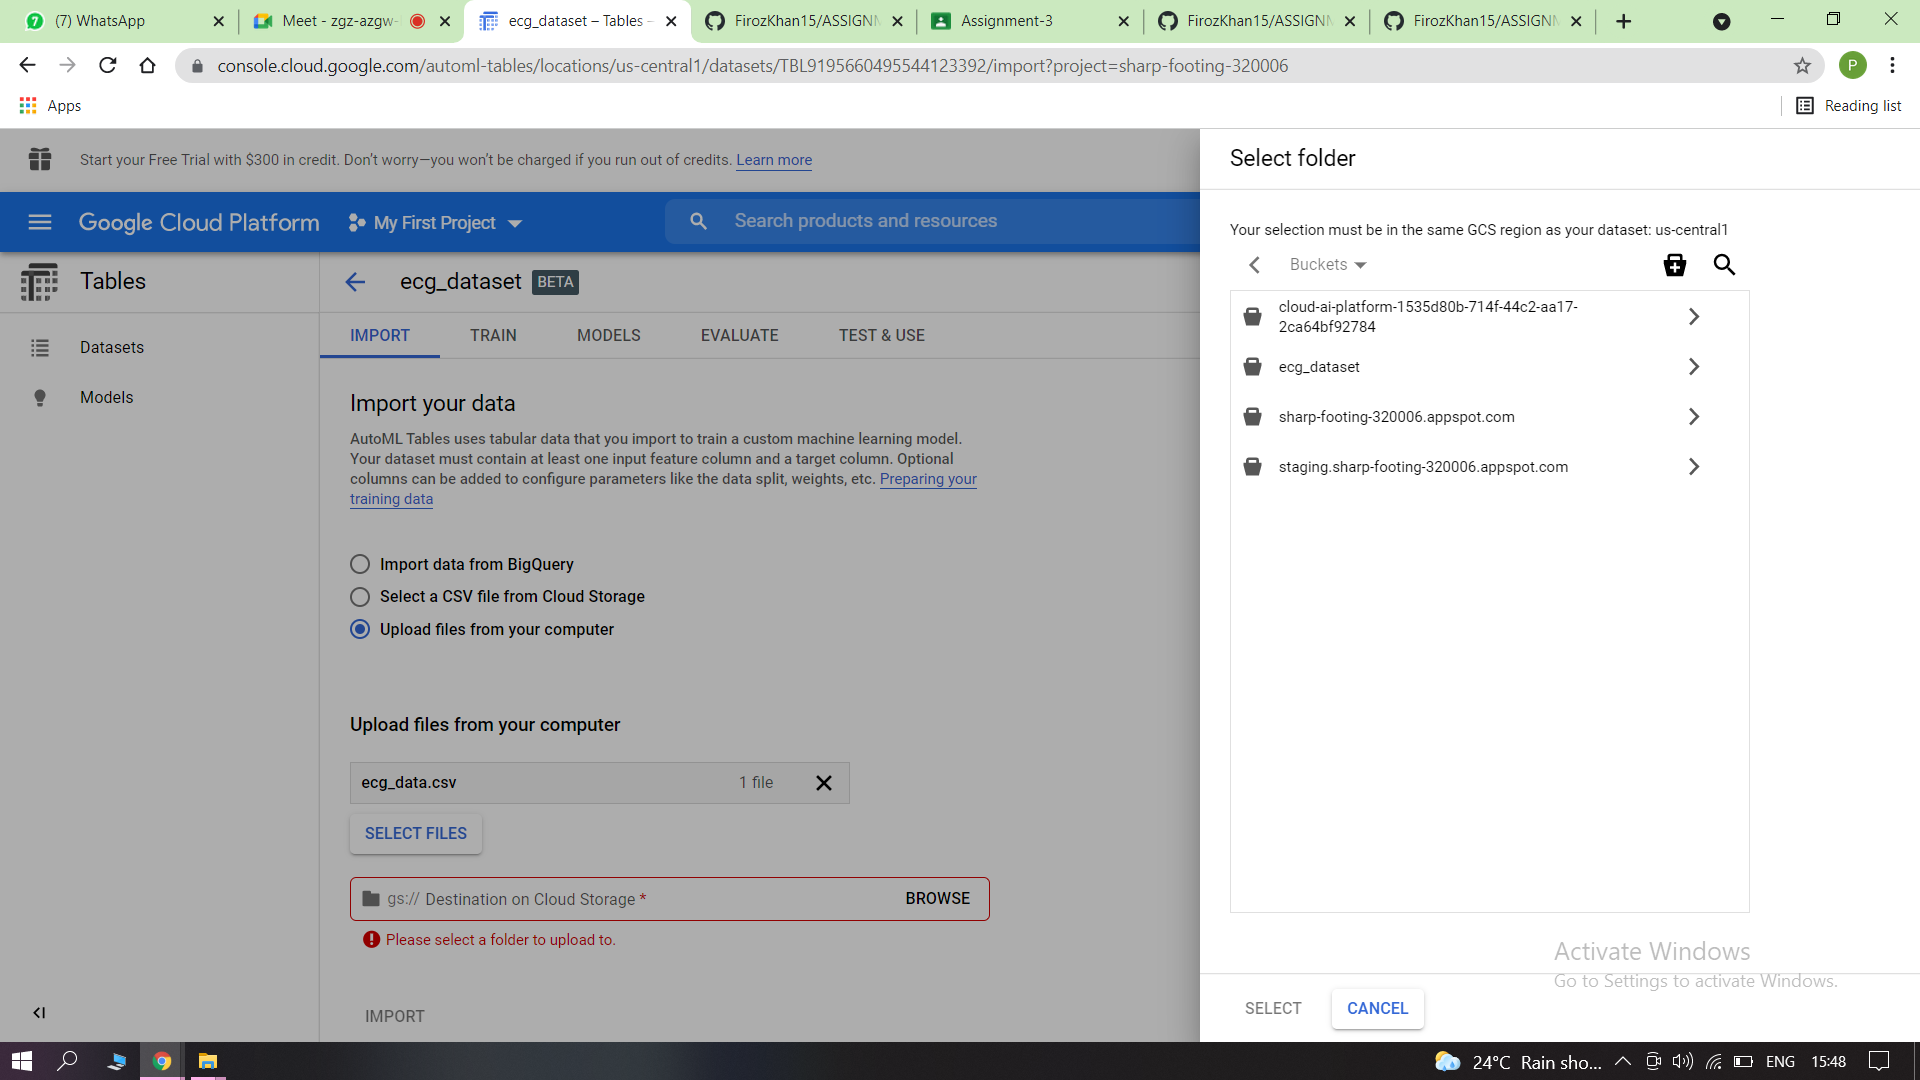 (7) WhatsApp
Meet - zgz-azgw-
ecg_dataset – Tables –
FirozKhan15/ASSIGNM
Assignment-3
FirozKhan15/ASSIGNM
FirozKhan15/ASSIGNM
console.cloud.google.com/automl-tables/locations/us-central1/datasets/TBL9195660495544123392/import?project=sharp-footing-320006
P
Apps
Reading list
Start your Free Trial with $300 in credit. Don't worry—you won't be charged if you run out of credits. Learn more
Google Cloud Platform
My First Project
Search products and resources
Tables
Datasets
Models
ecg_dataset BETA
IMPORT TRAIN MODELS EVALUATE TEST & USE
Import your data
AutoML Tables uses tabular data that you import to train a custom machine learning model.
Your dataset must contain at least one input feature column and a target column. Optional
columns can be added to configure parameters like the data split, weights, etc. Preparing your
training data
Import data from BigQuery
Select a CSV file from Cloud Storage
Upload files from your computer
Upload files from your computer
ecg_data.csv 1 file
SELECT FILES
gs:// Destination on Cloud Storage * BROWSE
Please select a folder to upload to.
IMPORT
Select folder
Your selection must be in the same GCS region as your dataset: us-central1
Buckets
cloud-ai-platform-1535d80b-714f-44c2-aa17-
2ca64bf92784
ecg_dataset
sharp-footing-320006.appspot.com
staging.sharp-footing-320006.appspot.com
Activate Windows
Go to Settings to activate Windows.
SELECT CANCEL
24°C Rain sho... ENG 15:48